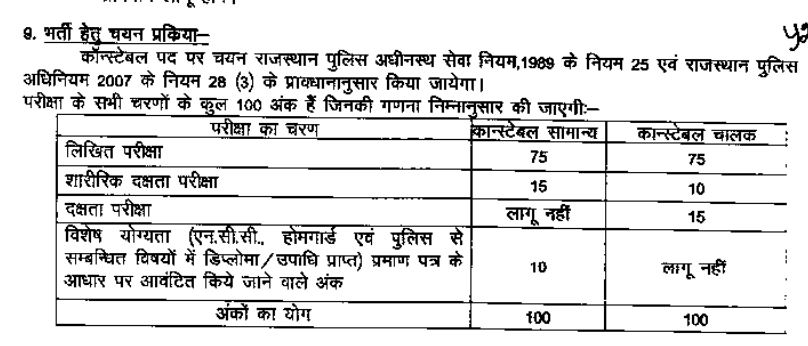 9. भर्ती हेतु चयन प्रकिया–
कॉन्स्टेबल पद पर चयन राजस्थान पुलिस अधीनस्थ सेवा नियम,1989 के नियम 25 एवं राजस्थान पुलिस
अधिनियम 2007 के नियम 28 (3) के प्रावधानानुसार किया जायेगा।
परीक्षा के सभी चरणों के कुल 100 अंक हैं जिनकी गणना निम्नानुसार की जाएगीः–
परीक्षा का चरण कान्स्टेबल सामान्य कान्स्टेबल चालक
लिखित परीक्षा 75 75
शारीरिक दक्षता परीक्षा 15 10
दक्षता परीक्षा लागू नहीं 15
विशेष योग्यता (एन.सी.सी., होमगार्ड एवं पुलिस से
सम्बन्धित विषयों में डिप्लोमा/उपाधि प्राप्त) प्रमाण पत्र के
आधार पर आवंटित किये जाने वाले अंक 10 लागू नहीं
अंकों का योग 100 100